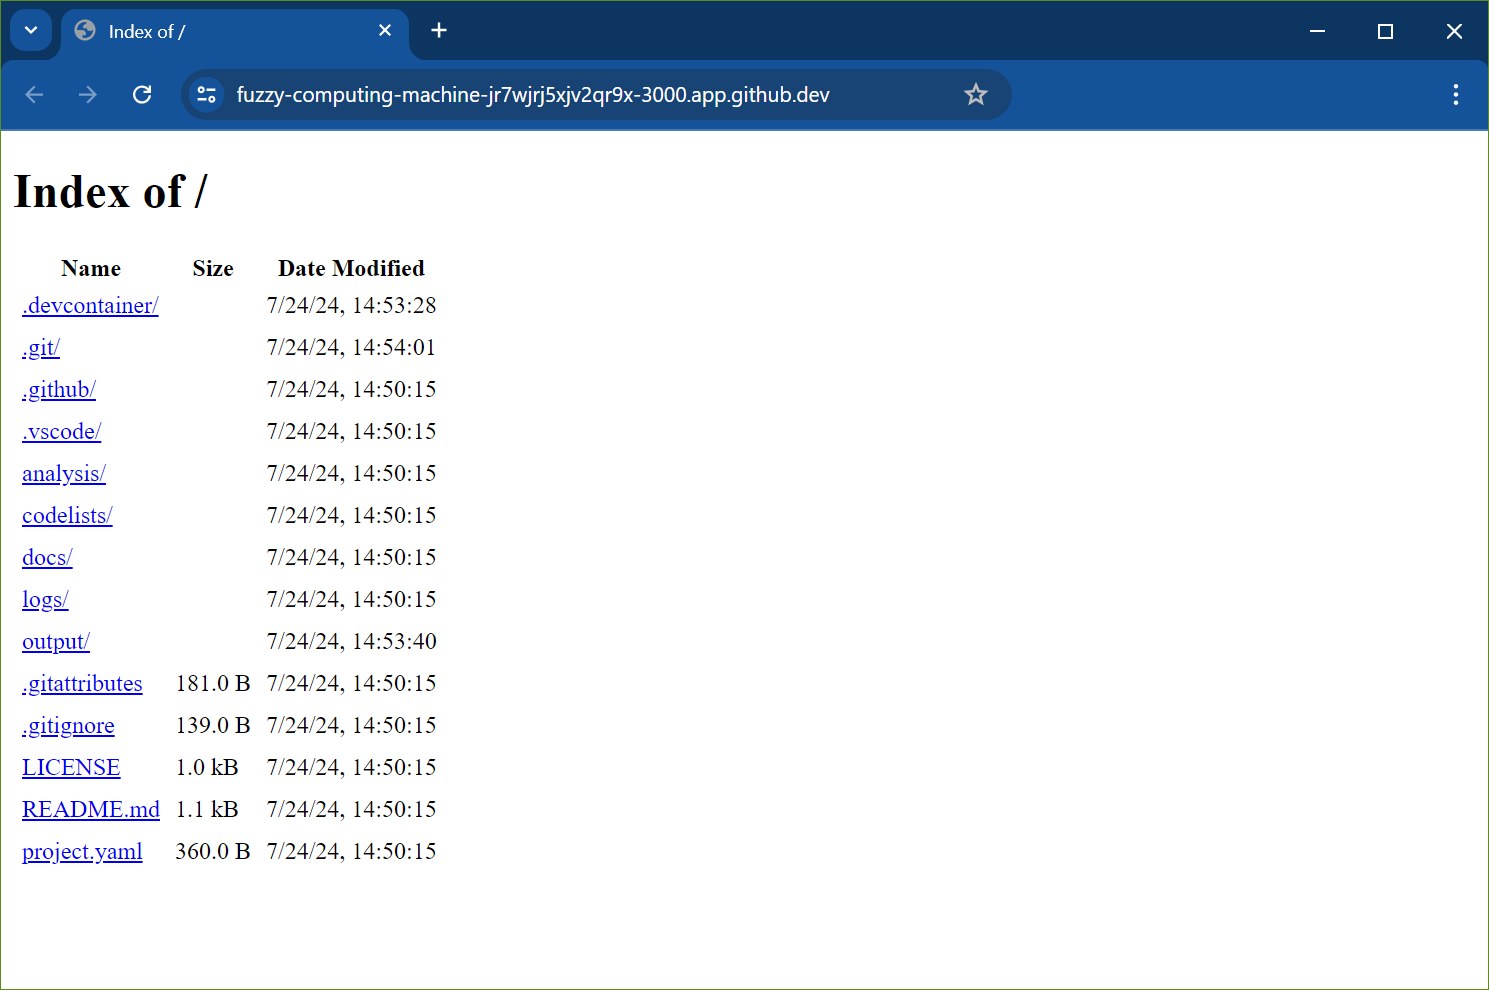 Index of /
fuzzy-computing-machine-jr7wjrj5xjv2qr9x-3000.app.github.dev
Index of /
Name Size Date Modified
.devcontainer/ 7/24/24, 14:53:28
.git/ 7/24/24, 14:54:01
.github/ 7/24/24, 14:50:15
.vscode/ 7/24/24, 14:50:15
analysis/ 7/24/24, 14:50:15
codelists/ 7/24/24, 14:50:15
docs/ 7/24/24, 14:50:15
logs/ 7/24/24, 14:50:15
output/ 7/24/24, 14:53:40
.gitattributes 181.0 B 7/24/24, 14:50:15
.gitignore 139.0 B 7/24/24, 14:50:15
LICENSE 1.0 kB 7/24/24, 14:50:15
README.md 1.1 kB 7/24/24, 14:50:15
project.yaml 360.0 B 7/24/24, 14:50:15